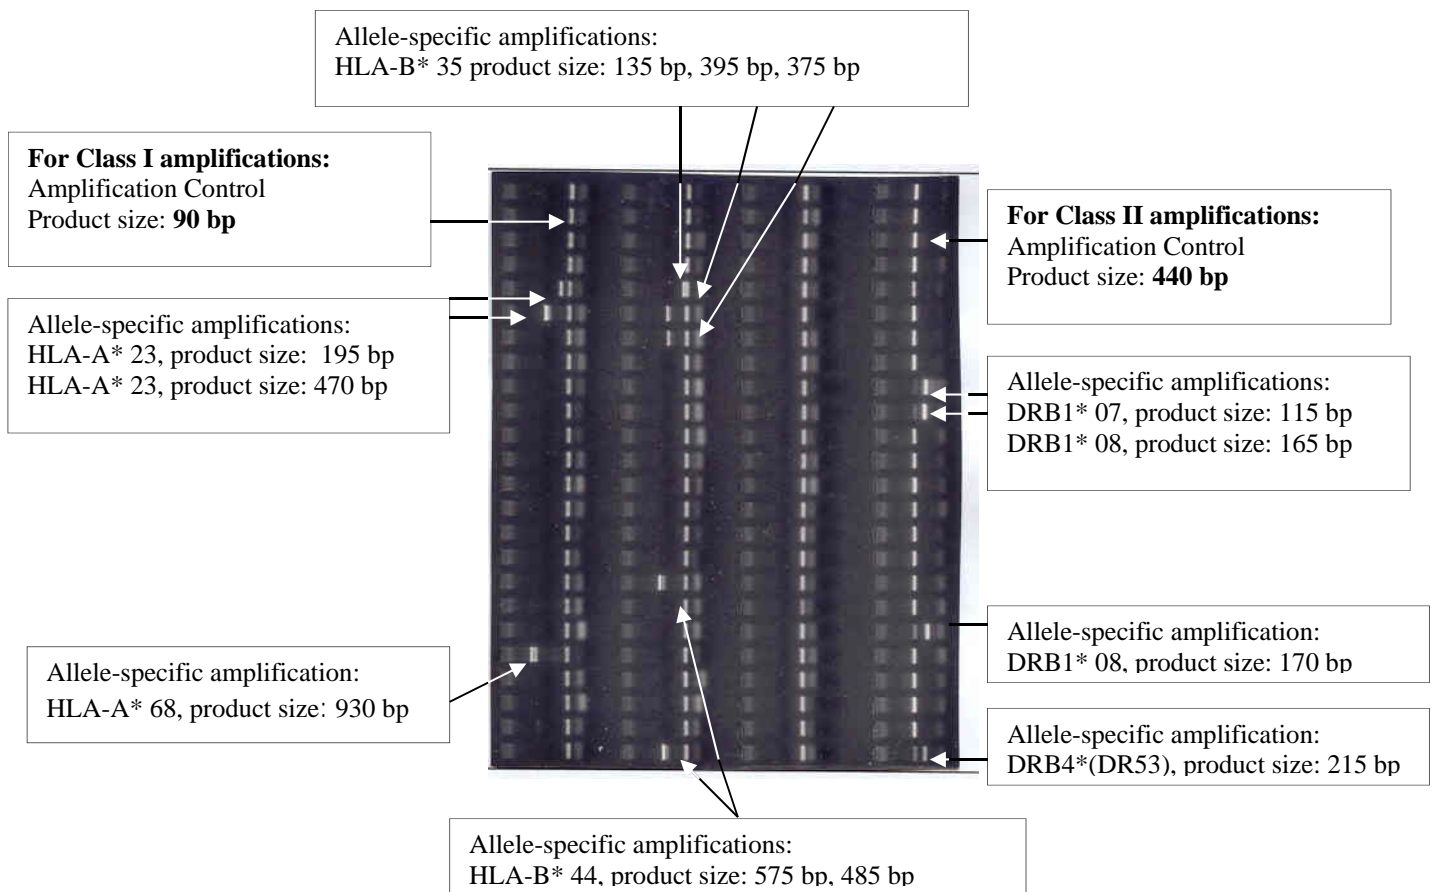 Allele-specific amplifications:
HLA-B* 35 product size: 135 bp, 395 bp, 375 bp
For Class I amplifications:
Amplification Control
Product size: 90 bp
For Class II amplifications:
Amplification Control
Product size: 440 bp
Allele-specific amplifications:
HLA-A* 23, product size: 195 bp
HLA-A* 23, product size: 470 bp
Allele-specific amplifications:
DRB1* 07, product size: 115 bp
DRB1* 08, product size: 165 bp
Allele-specific amplification:
DRB1* 08, product size: 170 bp
Allele-specific amplification:
HLA-A* 68, product size: 930 bp
Allele-specific amplification:
DRB4*(DR53), product size: 215 bp
Allele-specific amplifications:
HLA-B* 44, product size: 575 bp, 485 bp